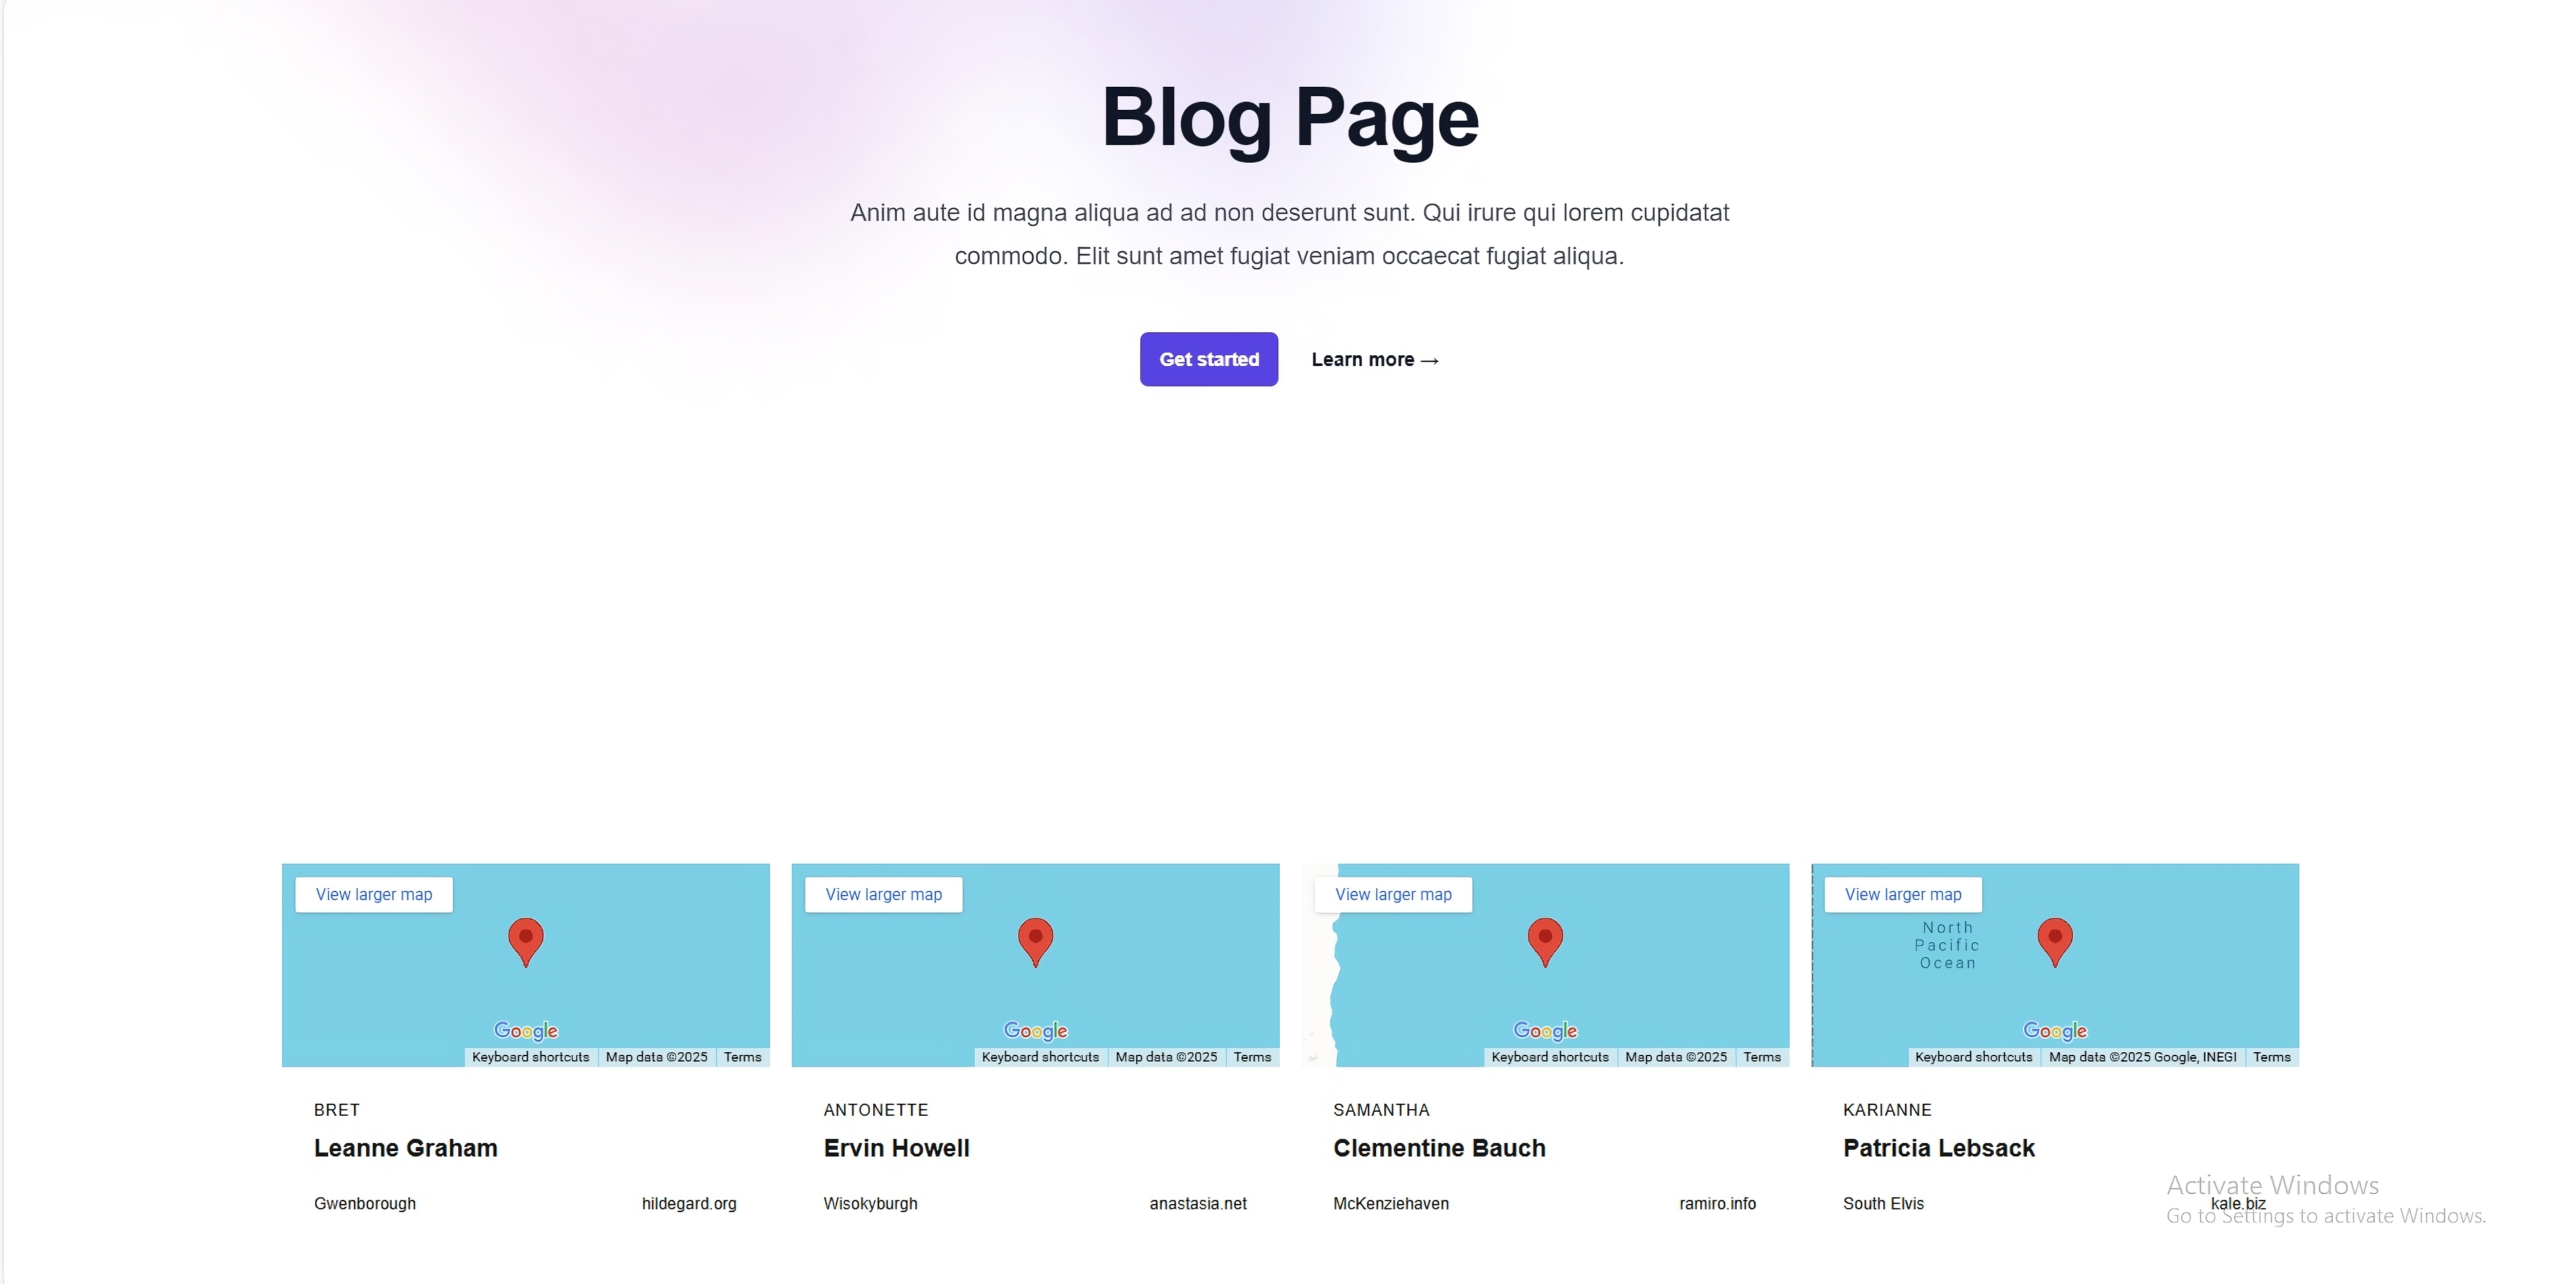 Blog Page
Anim aute id magna aliqua ad ad non deserunt sunt. Qui irure qui lorem cupidatat
commodo. Elit sunt amet fugiat veniam occaecat fugiat aliqua.
Get started Learn more →
View larger map
Google
Keyboard shortcuts Map data ©2025 Terms
BRET
Leanne Graham
Gwenborough hildegard.org
View larger map
Google
Keyboard shortcuts Map data ©2025 Terms
ANTONETTE
Ervin Howell
Wisokyburgh anastasia.net
View larger map
Google
Keyboard shortcuts Map data ©2025 Terms
SAMANTHA
Clementine Bauch
McKenziehaven ramiro.info
View larger map
North
Pacific
Ocean
Google
Keyboard shortcuts Map data ©2025 Google, INEGI Terms
KARIANNE
Patricia Lebsack
South Elvis kale.biz
Activate Windows
Go to Settings to activate Windows.